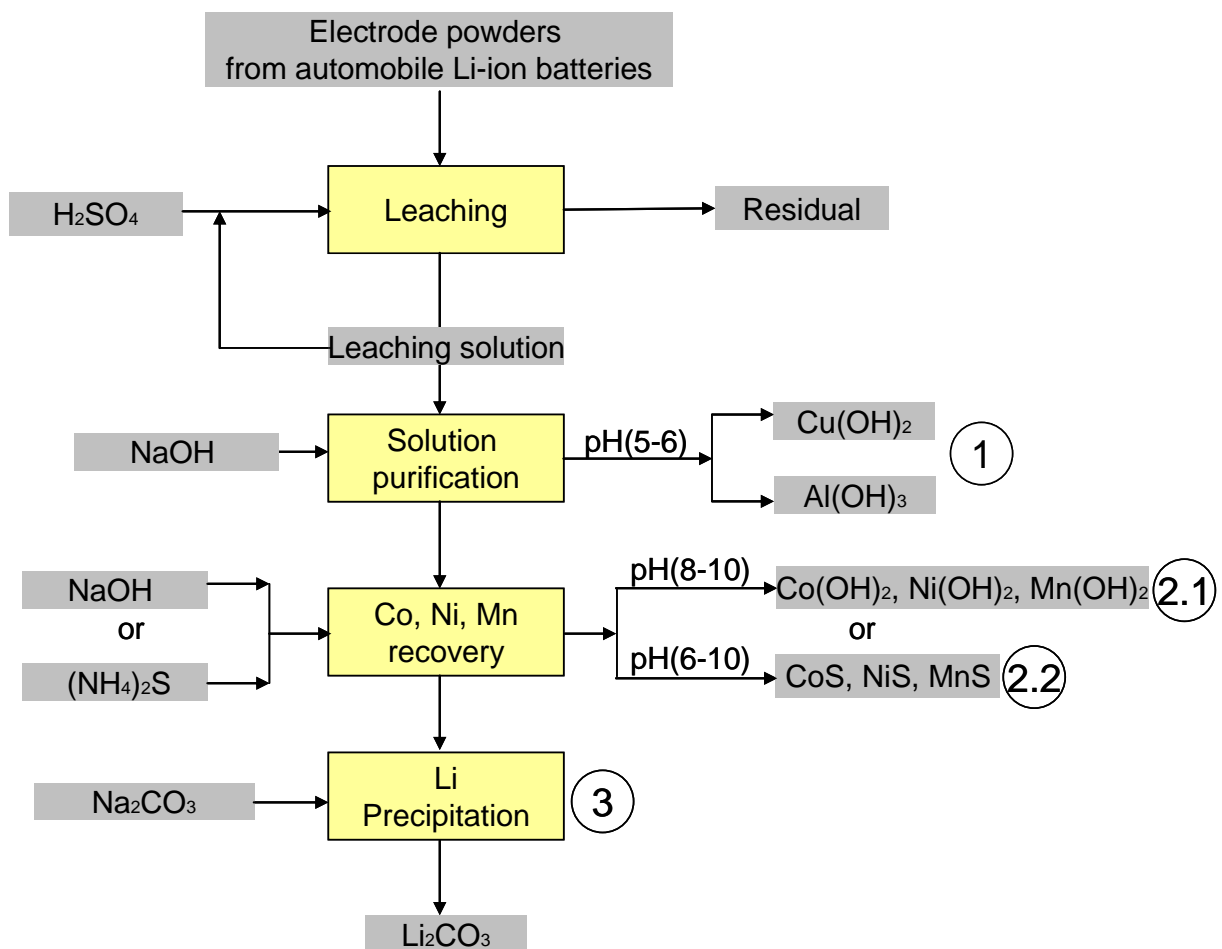 Electrode powders
from automobile Li-ion batteries
H₂SO₄
Leaching
Residual
Leaching solution
NaOH
Solution
purification
pH(5-6)
Cu(OH)₂
Al(OH)₃
1
NaOH
or
(NH₄)₂S
Co, Ni, Mn
recovery
pH(8-10)
Co(OH)₂, Ni(OH)₂, Mn(OH)₂
2.1
or
pH(6-10)
CoS, NiS, MnS
2.2
Na₂CO₃
Li
Precipitation
3
Li₂CO₃